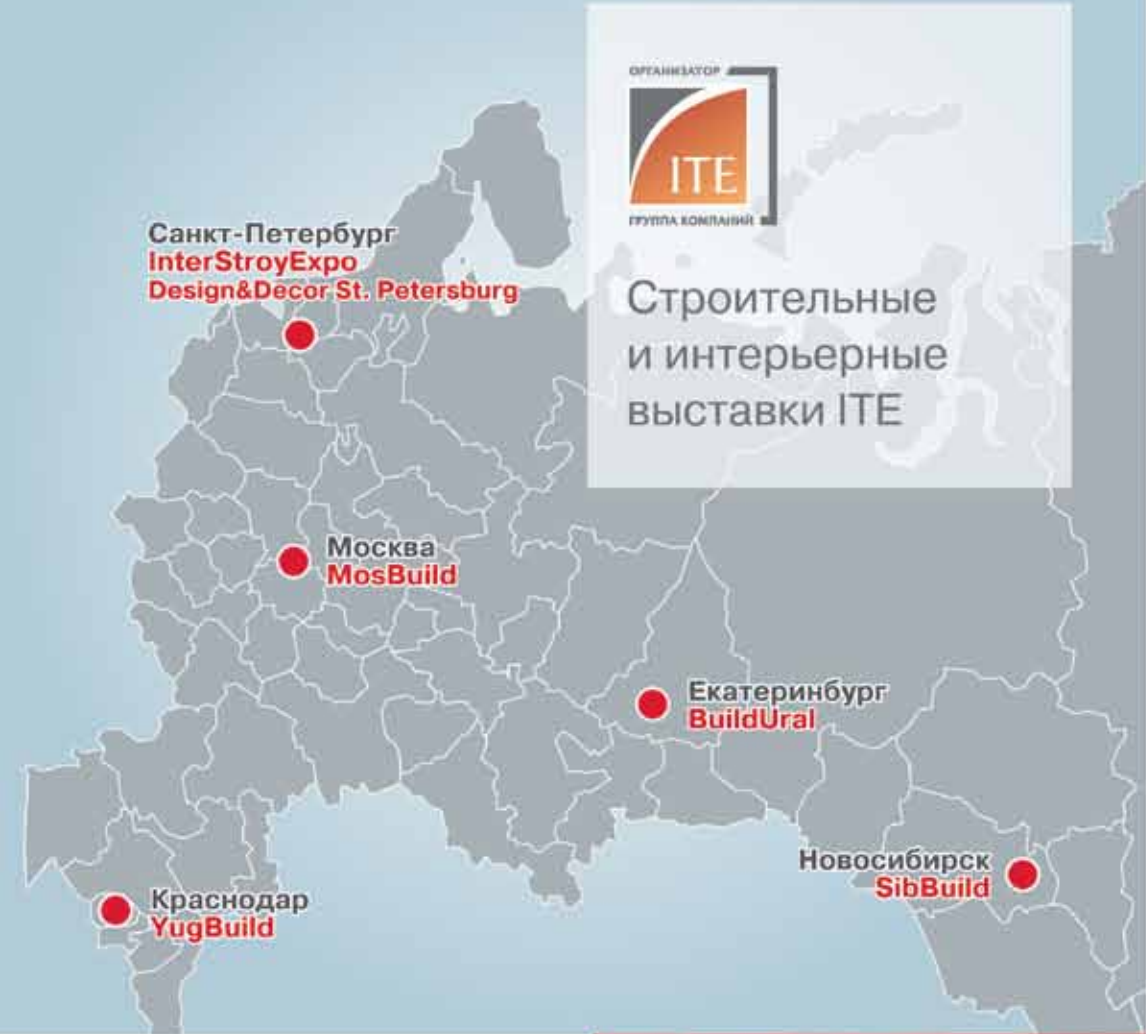 ОРГАНИЗАТОР
ITE
ГРУППА КОМПАНИЙ
Строительные
и интерьерные
выставки ITE
Санкт-Петербург
InterStroyExpo
Design&Decor St. Petersburg
Москва
MosBuild
Екатеринбург
BuildUral
Новосибирск
SibBuild
Краснодар
YugBuild